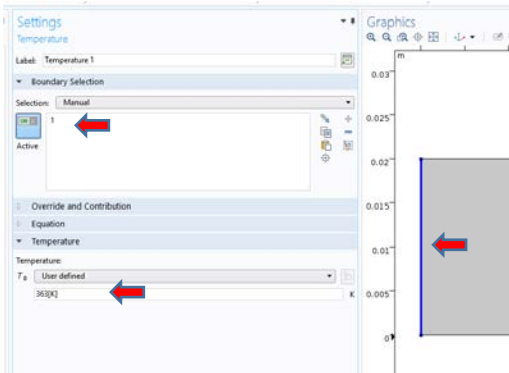 Settings
Temperature
Label: Temperature 1
Boundary Selection
Selection: Manual
1
Active
Override and Contribution
Equation
Temperature
Temperature:
T₀ User defined
363[K] K
Graphics
m
0.03
0.025
0.02
0.015
0.01
0.005
0